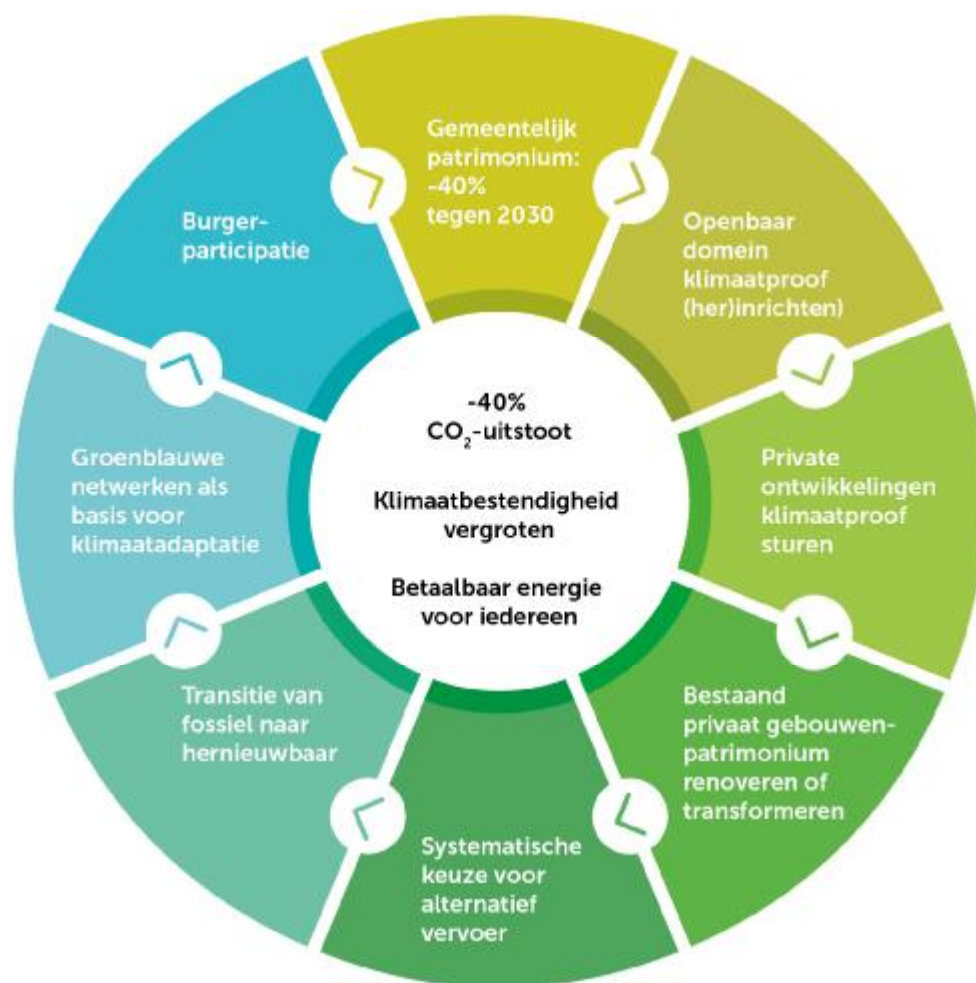 Gemeentelijk
patrimonium:
-40%
tegen 2030
Openbaar
domein
klimaatproof
(her)inrichten)
Private
ontwikkelingen
klimaatproof
sturen
Bestaand
privaat gebouwen-
patrimonium
renoveren of
transformeren
Systematische
keuze voor
alternatief
vervoer
Transitie van
fossiel naar
hernieuwbaar
Groenblauwe
netwerken als
basis voor
klimaatadaptatie
Burger-
participatie
-40%
CO₂-uitstoot
Klimaatbestendigheid
vergroten
Betaalbaar energie
voor iedereen